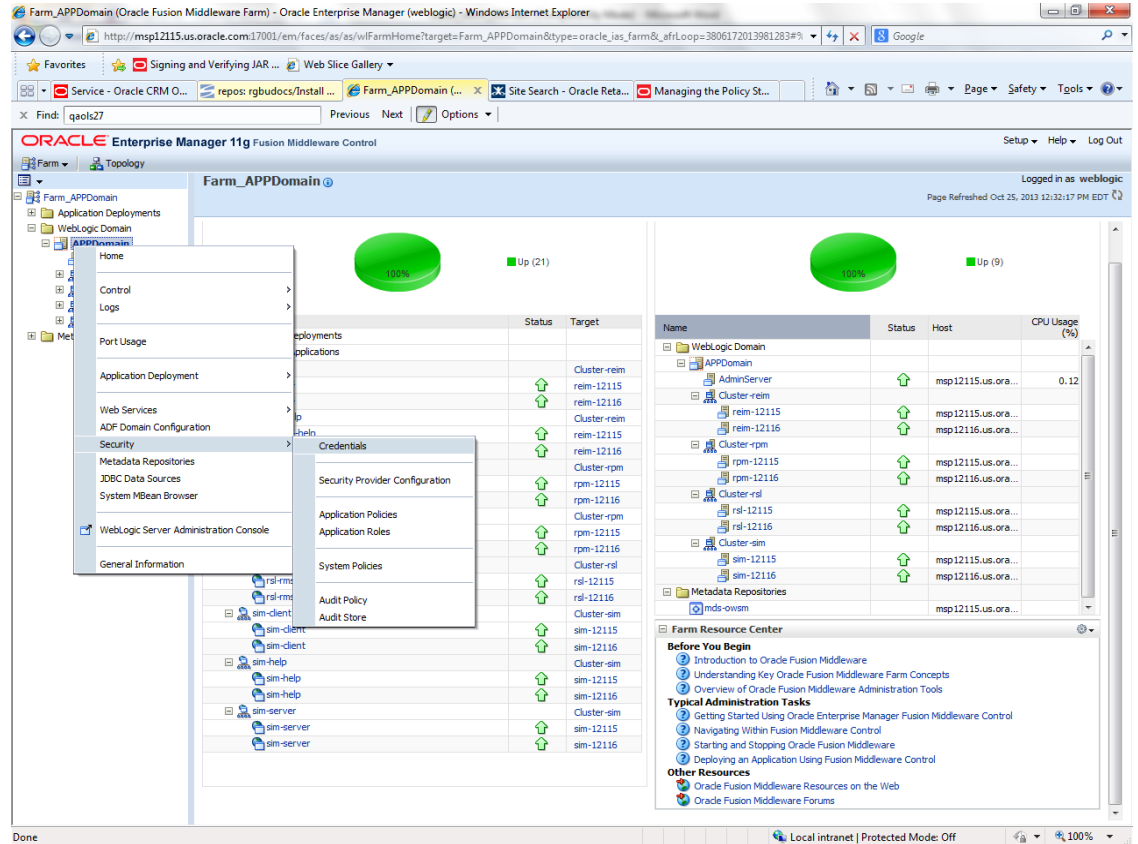 Farm_APPDomain (Oracle Fusion Middleware Farm) - Oracle Enterprise Manager (weblogic) - Windows Internet Explorer
http://msp12115.us.oracle.com:17001/em/faces/as/as/wlFarmHome?target=Farm_APPDomain&type=oracle_ias_farm&_afrLoop=3806172013981283#%
Google
Favorites Signing and Verifying JAR ... Web Slice Gallery
Service - Oracle CRM O... repos: rgbudocs/Install ... Farm_APPDomain (... X Site Search - Oracle Reta... Managing the Policy St... Page Safety Tools
X Find: qaols27 Previous Next Options
ORACLE Enterprise Manager 11g Fusion Middleware Control Setup Help Log Out
Farm Topology
Farm_APPDomain
Logged in as weblogic
Page Refreshed Oct 25, 2013 12:32:17 PM EDT
Farm_APPDomain
Application Deployments
WebLogic Domain
APPDomain
Met
Home
Control
Logs
Port Usage
Application Deployment
Web Services
ADF Domain Configuration
Security
Metadata Repositories
JDBC Data Sources
System MBean Browser
WebLogic Server Administration Console
General Information
Credentials
Security Provider Configuration
Application Policies
Application Roles
System Policies
Audit Policy
Audit Store
100% Up (21)
Status Target
eployments
pplications
Cluster-reim
reim-12115
reim-12116
lp Cluster-reim
-help reim-12115
reim-12116
Cluster-rpm
rpm-12115
rpm-12116
Cluster-rpm
rpm-12115
rpm-12116
Cluster-rsl
rsl-rms rsl-12115
rsl-rms rsl-12116
sim-client Cluster-sim
sim-client sim-12115
sim-client sim-12116
sim-help Cluster-sim
sim-help sim-12115
sim-help sim-12116
sim-server Cluster-sim
sim-server sim-12115
sim-server sim-12116
100% Up (9)
Name Status Host CPU Usage (%)
WebLogic Domain
APPDomain
AdminServer msp12115.us.ora... 0.12
Cluster-reim
reim-12115 msp12115.us.ora...
reim-12116 msp12116.us.ora...
Cluster-rpm
rpm-12115 msp12115.us.ora...
rpm-12116 msp12116.us.ora...
Cluster-rsl
rsl-12115 msp12115.us.ora...
rsl-12116 msp12116.us.ora...
Cluster-sim
sim-12115 msp12115.us.ora...
sim-12116 msp12116.us.ora...
Metadata Repositories
mds-owsm msp12115.us.ora...
Farm Resource Center
Before You Begin
Introduction to Oracle Fusion Middleware
Understanding Key Oracle Fusion Middleware Farm Concepts
Overview of Oracle Fusion Middleware Administration Tools
Typical Administration Tasks
Getting Started Using Oracle Enterprise Manager Fusion Middleware Control
Navigating Within Fusion Middleware Control
Starting and Stopping Oracle Fusion Middleware
Deploying an Application Using Fusion Middleware Control
Other Resources
Oracle Fusion Middleware Resources on the Web
Oracle Fusion Middleware Forums
Done Local intranet | Protected Mode: Off 100%